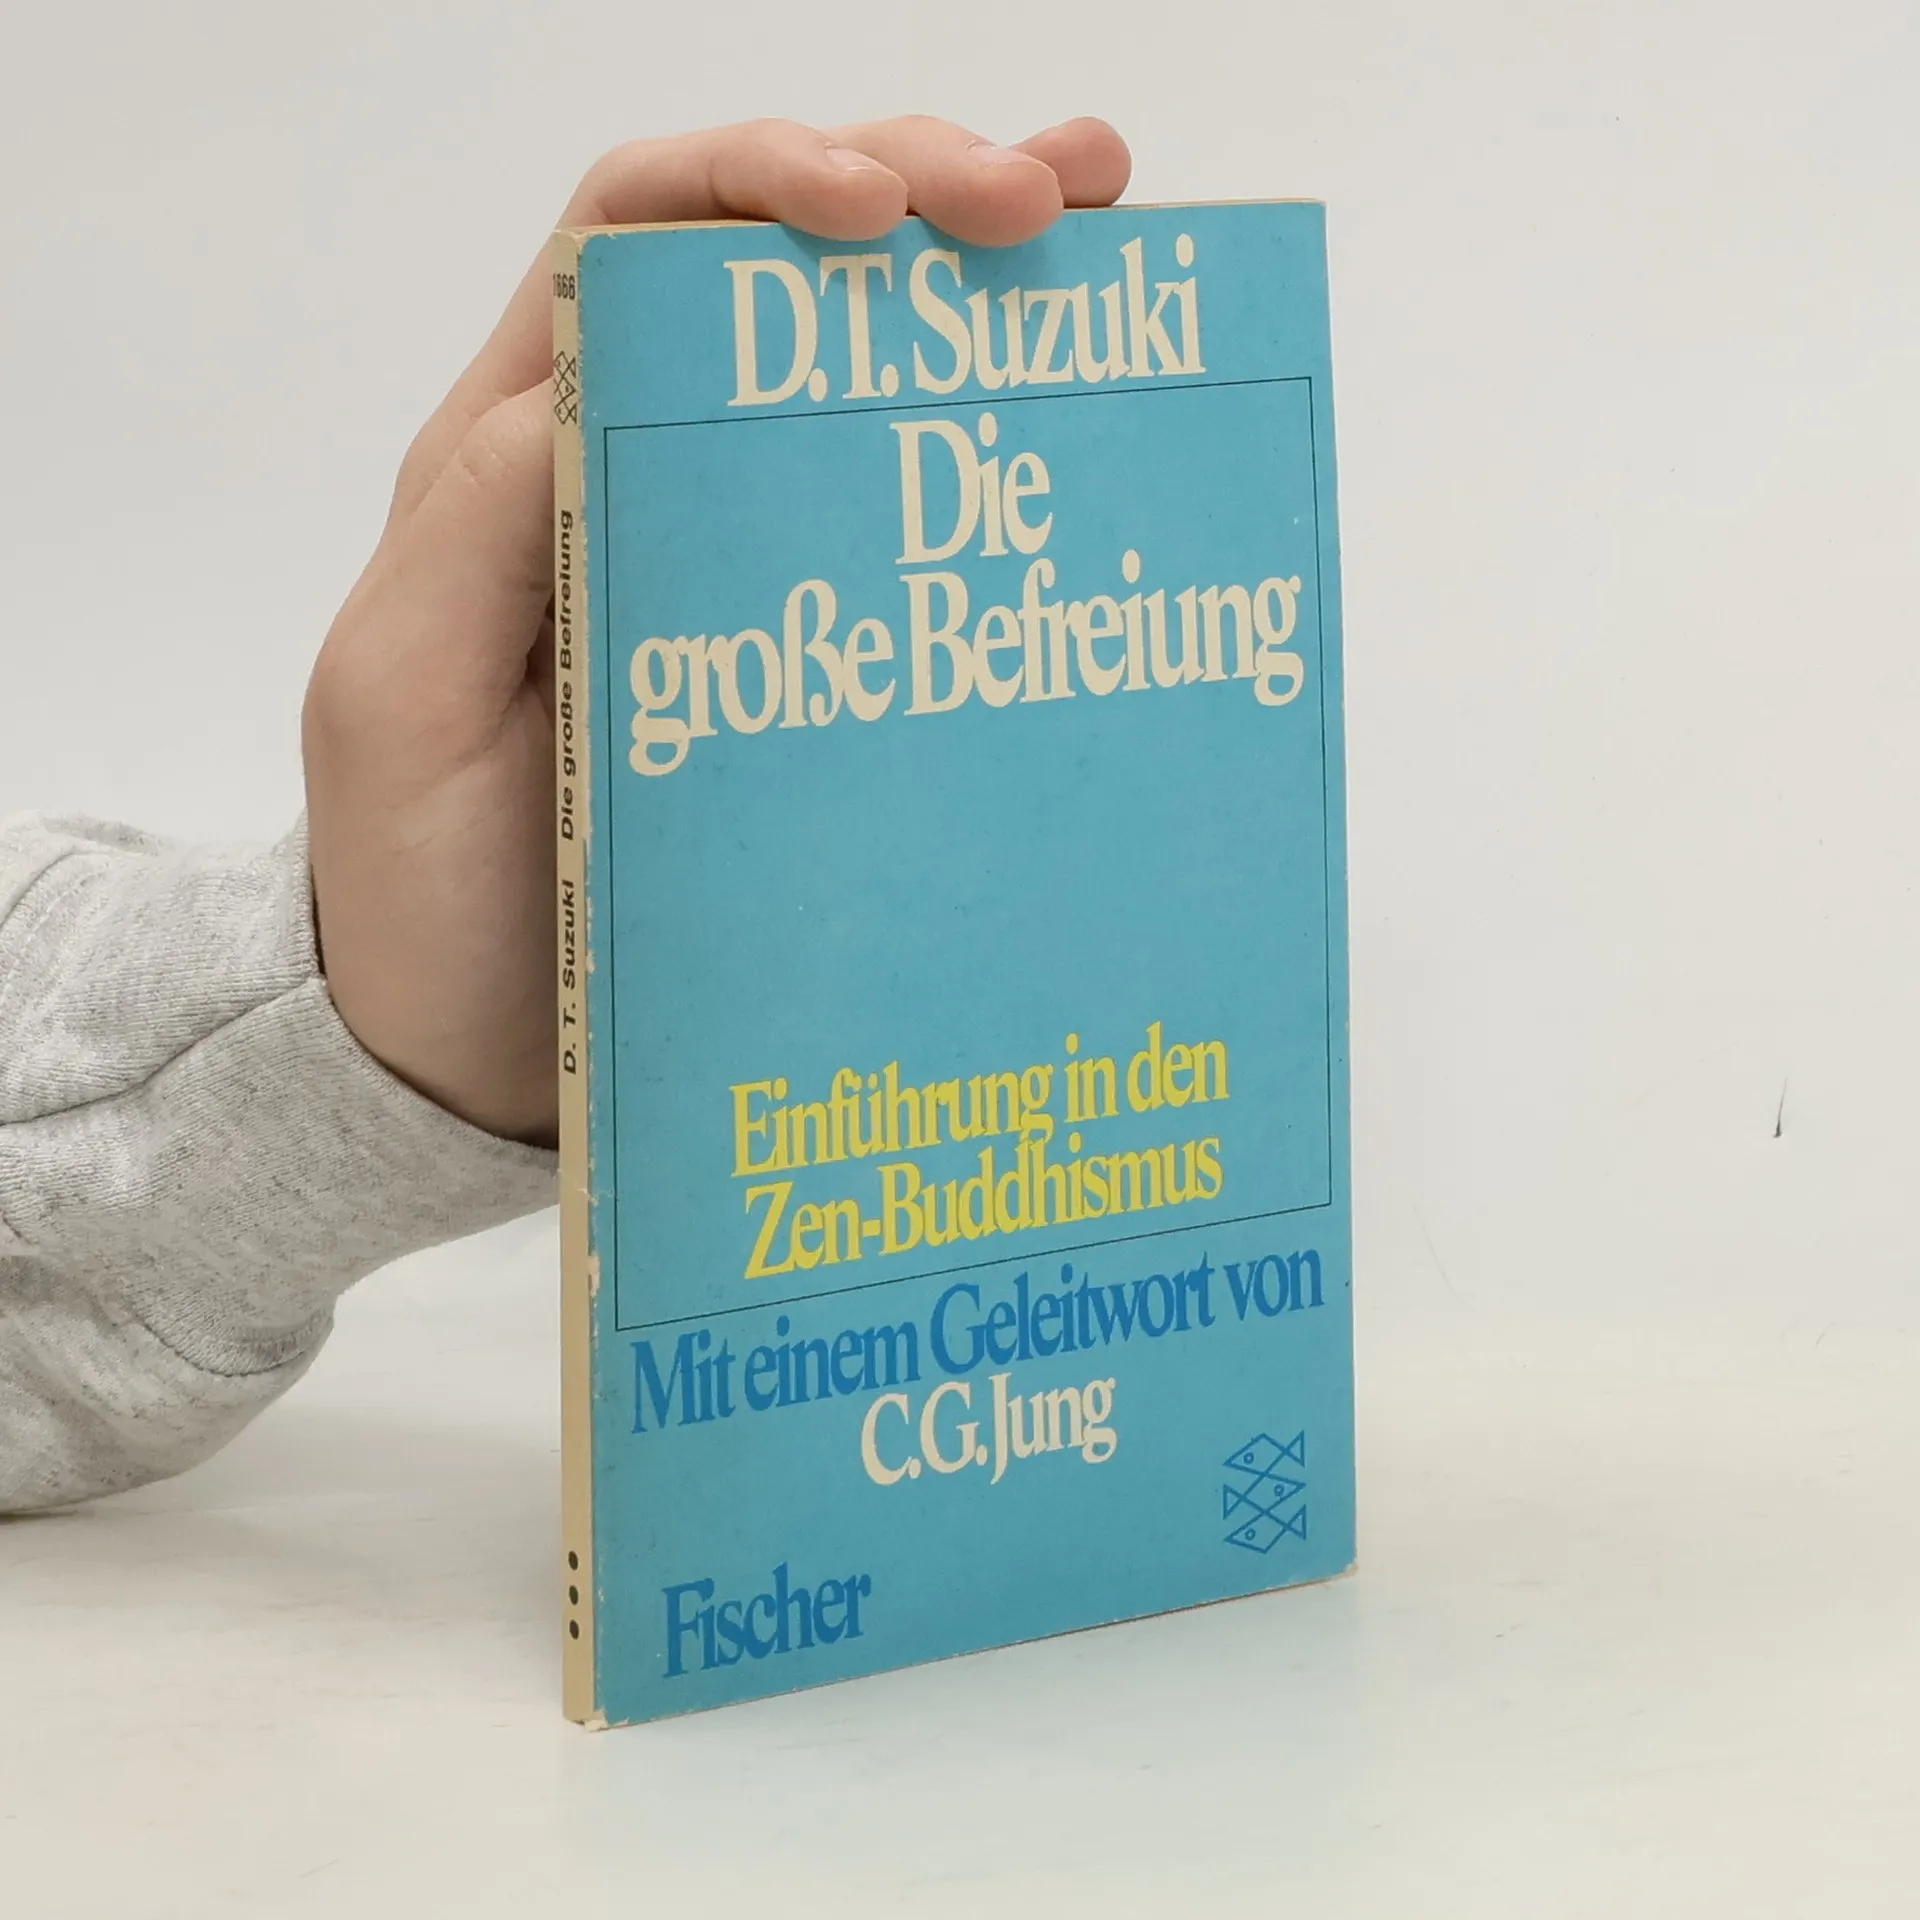 D.T. Suzuki
Die
große Befreiung
Einführung in den
Zen-Buddhismus
Mit einem Geleitwort von
C.G. Jung
Fischer
1666
D. T. Suzuki Die große Befreiung